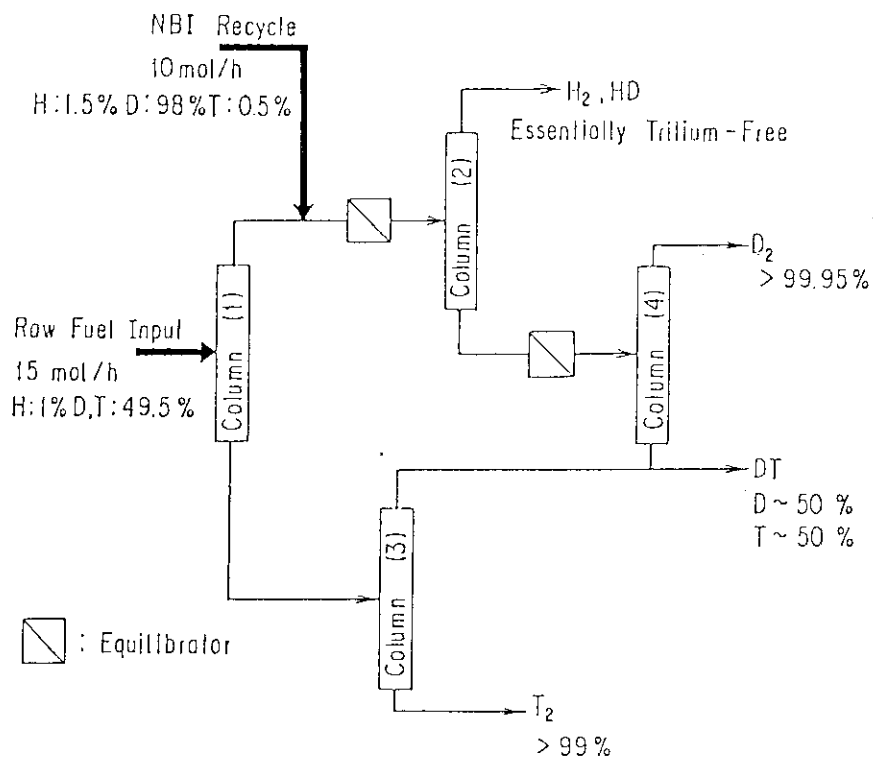 NBI Recycle
10 mol/h
H:1.5% D:98% T:0.5%
H2, HD
Essentially Tritium-Free
Column (2)
D2
> 99.95%
Column (1)
Column (4)
Row Fuel Input
15 mol/h
H:1% D,T:49.5%
DT
D ~ 50 %
T ~ 50 %
Column (3)
: Equilibrator
T2
> 99%